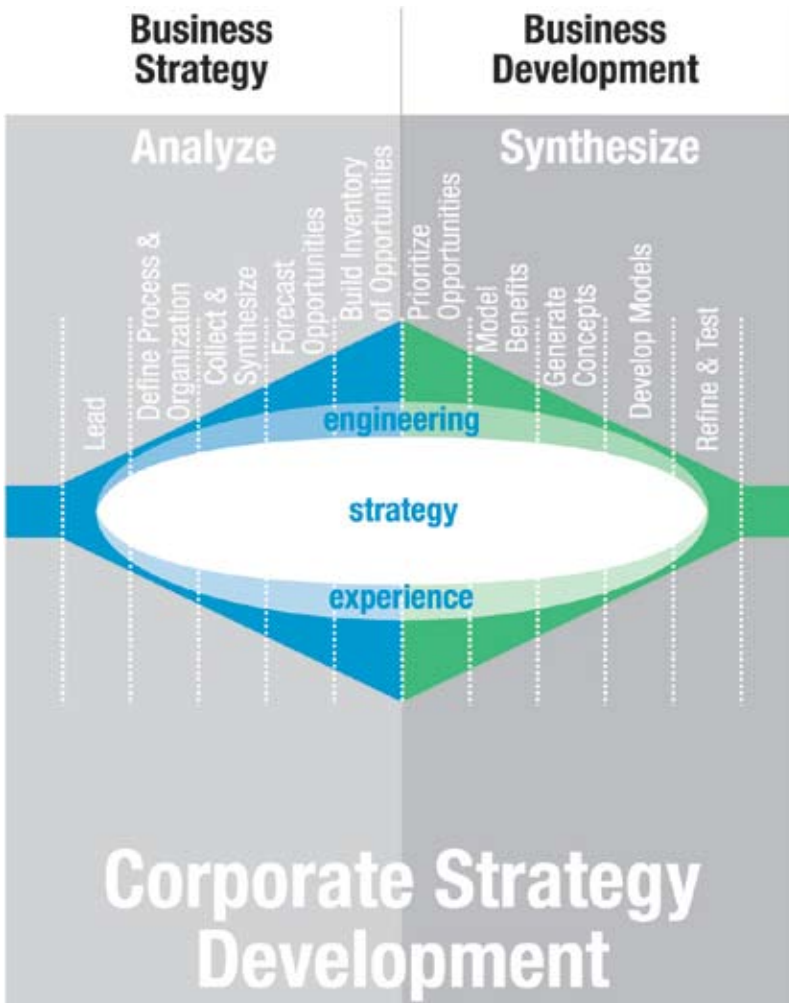 Business
Strategy
Business
Development
Analyze
Synthesize
Lead
Define Process &
Organization
Collect &
Synthesize
Forecast
Opportunities
Build Inventory
of Opportunities
Prioritize
Opportunities
Model
Benefits
Generate
Concepts
Develop Models
Refine & Test
engineering
strategy
experience
Corporate Strategy
Development